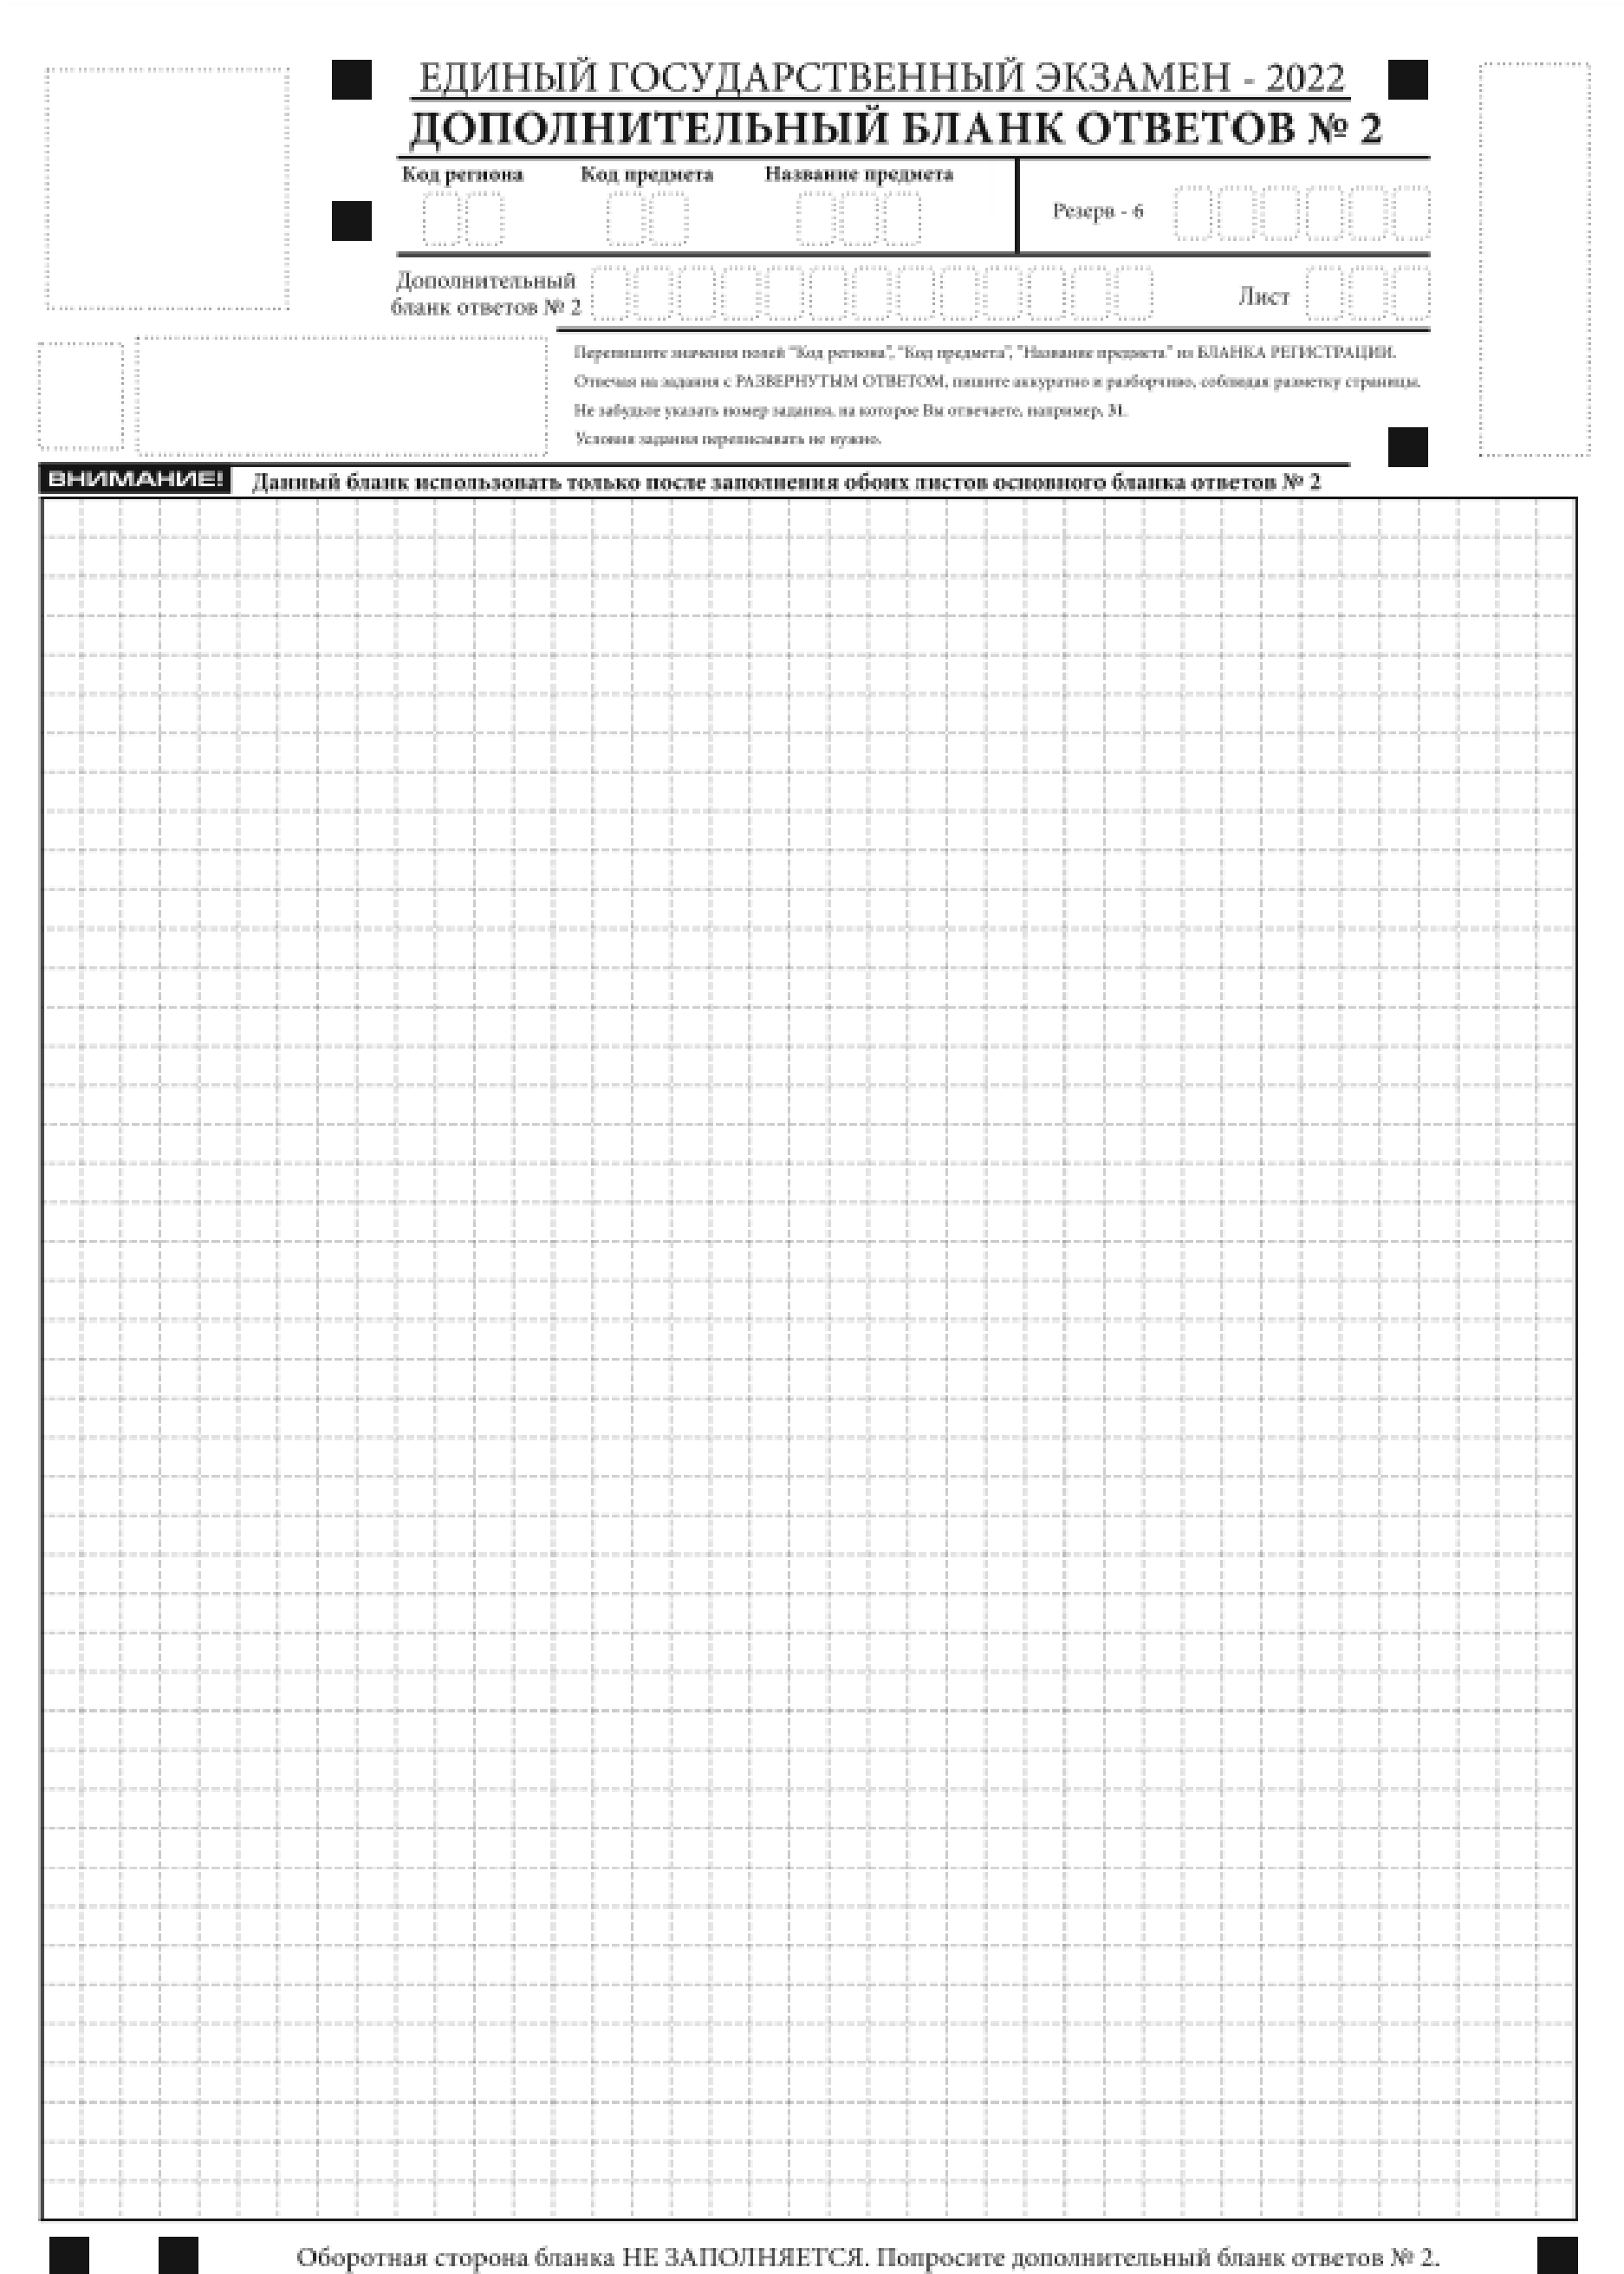 ЕДИНЫЙ ГОСУДАРСТВЕННЫЙ ЭКЗАМЕН - 2022
ДОПОЛНИТЕЛЬНЫЙ БЛАНК ОТВЕТОВ № 2
Код региона Код предмета Название предмета
Резерв - 6
Дополнительный
бланк ответов № 2
Лист
Перепишите значения полей "Код региона", "Код предмета", "Название предмета" из БЛАНКА РЕГИСТРАЦИИ.
Отвечая на задания с РАЗВЕРНУТЫМ ОТВЕТОМ, пишите аккуратно и разборчиво, соблюдая разметку страницы.
Не забудьте указать номер задания, на которое Вы отвечаете, например, 31.
Условия задания переписывать не нужно.
ВНИМАНИЕ! Данный бланк использовать только после заполнения обоих листов основного бланка ответов № 2
Оборотная сторона бланка НЕ ЗАПОЛНЯЕТСЯ. Попросите дополнительный бланк ответов № 2.